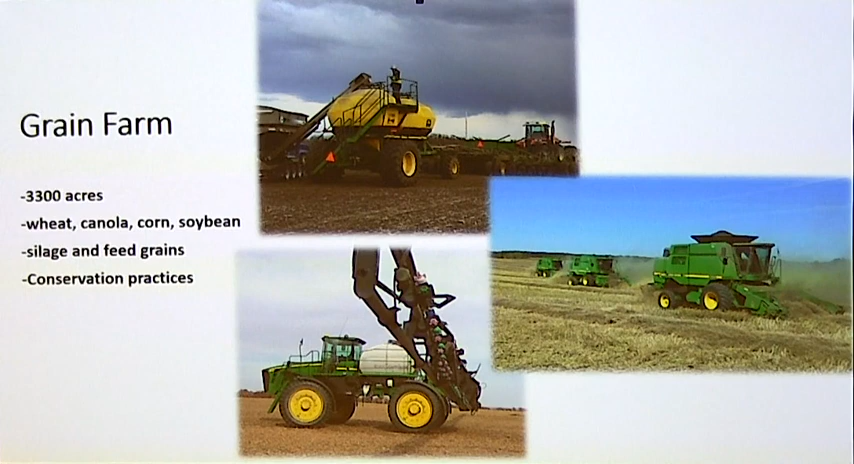 Grain Farm
-3300 acres
-wheat, canola, corn, soybean
-silage and feed grains
-Conservation practices